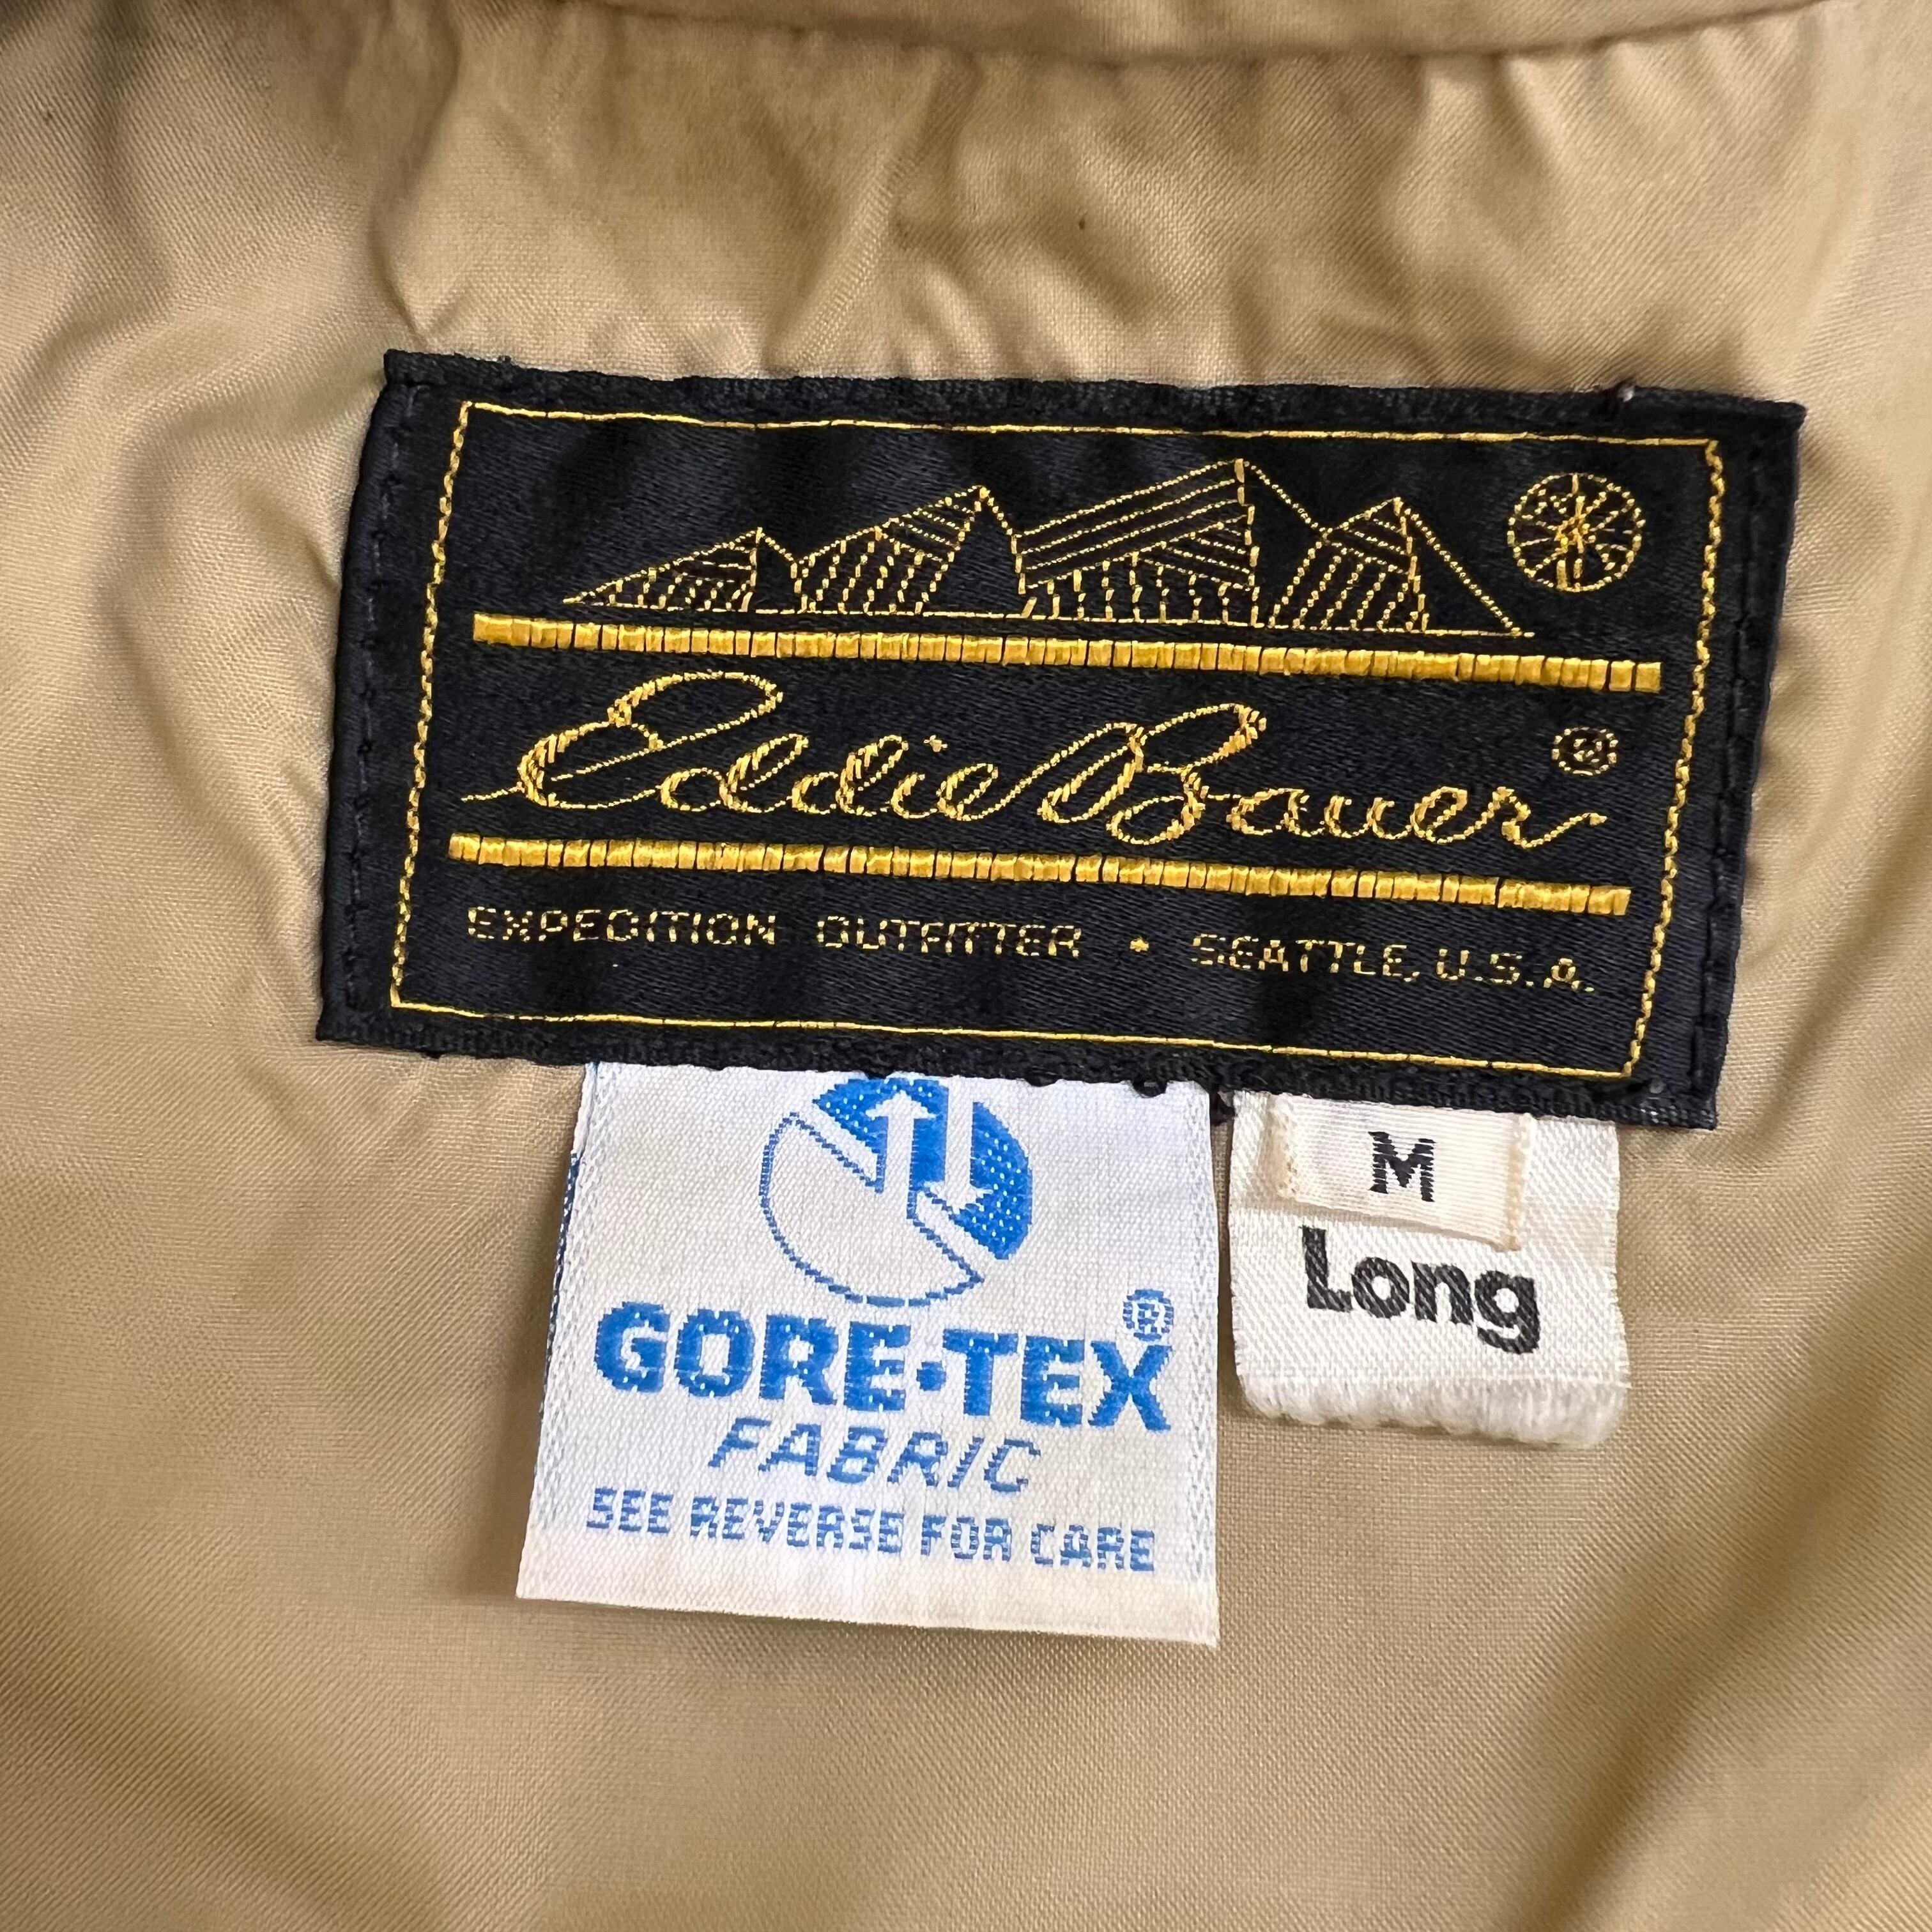 Eddie Bauer®
EXPEDITION OUTFITTER • SEATTLE, U.S.A.
GORE-TEX®
FABRIC
SEE REVERSE FOR CARE
M
Long